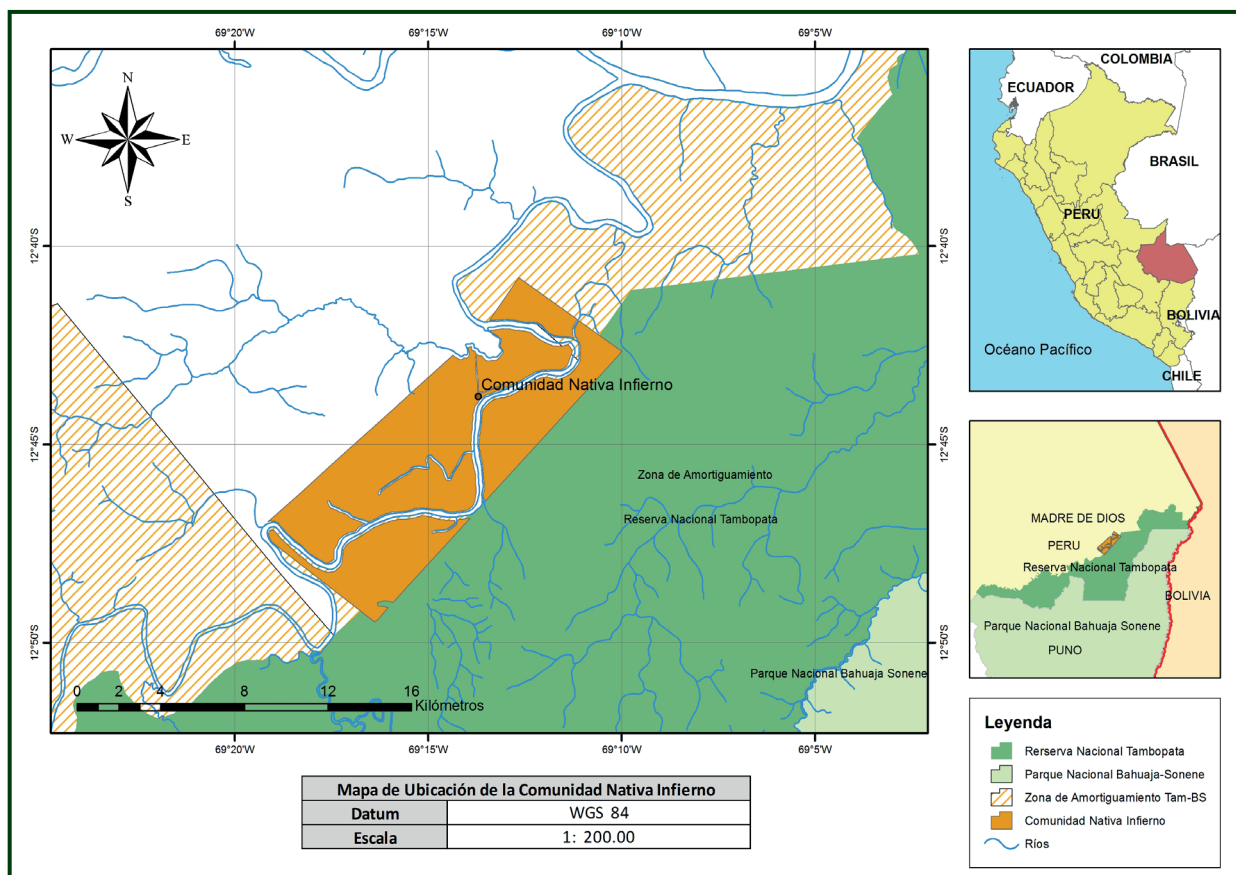 69°20'W
69°15'W
69°10'W
69°5'W
N
W
E
S
12°40'S
12°40'S
Comunidad Nativa Infierno
12°45'S
12°45'S
Zona de Amortiguamiento
Reserva Nacional Tambopata
12°50'S
12°50'S
Parque Nacional Bahuaja Sonene
0 2 4 8 12 16
Kilómetros
69°20'W
69°15'W
69°10'W
69°5'W
Mapa de Ubicación de la Comunidad Nativa Infierno
Datum WGS 84
Escala 1: 200.00
COLOMBIA
ECUADOR
BRASIL
PERU
BOLIVIA
Océano Pacífico
CHILE
MADRE DE DIOS
PERU
Reserva Nacional Tambopata
BOLIVIA
Parque Nacional Bahuaja Sonene
PUNO
Leyenda
Reserva Nacional Tambopata
Parque Nacional Bahuaja-Sonene
Zona de Amortiguamiento Tam-BS
Comunidad Nativa Infierno
Ríos